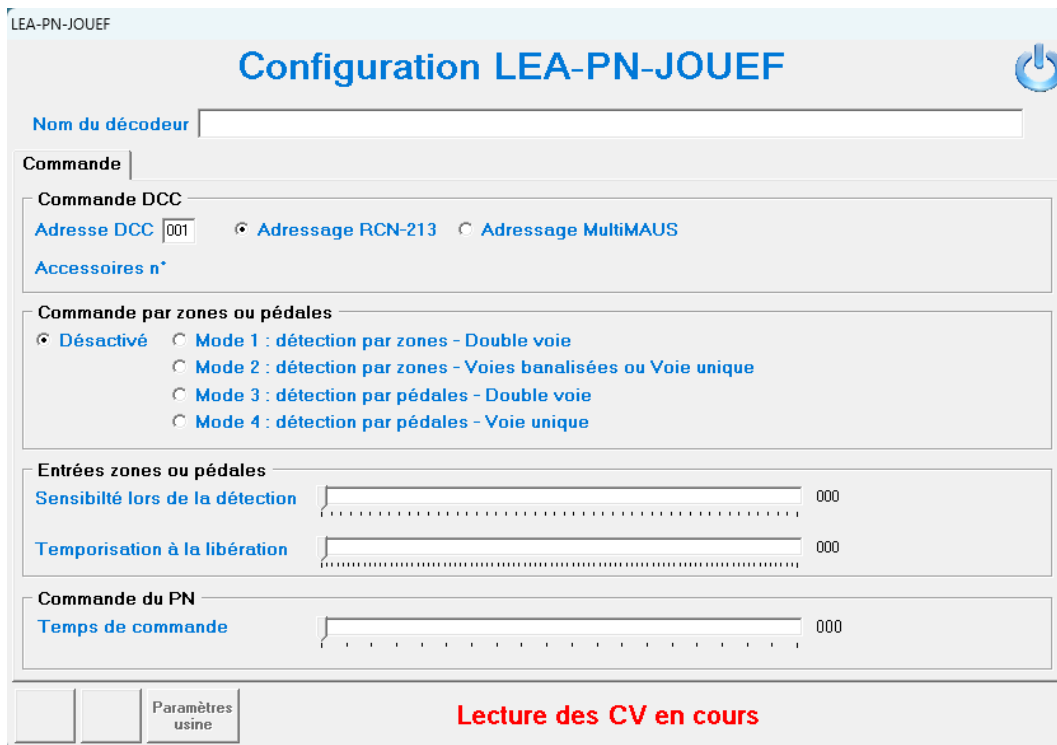 LEA-PN-JOUEF
Configuration LEA-PN-JOUEF
Nom du décodeur
Commande
Commande DCC
Adresse DCC 001 Adressage RCN-213 Adressage MultiMAUS
Accessoires n°
Commande par zones ou pédales
Désactivé Mode 1 : détection par zones - Double voie
Mode 2 : détection par zones - Voies banalisées ou Voie unique
Mode 3 : détection par pédales - Double voie
Mode 4 : détection par pédales - Voie unique
Entrées zones ou pédales
Sensibilté lors de la détection 000
Temporisation à la libération 000
Commande du PN
Temps de commande 000
Paramètres
usine
Lecture des CV en cours